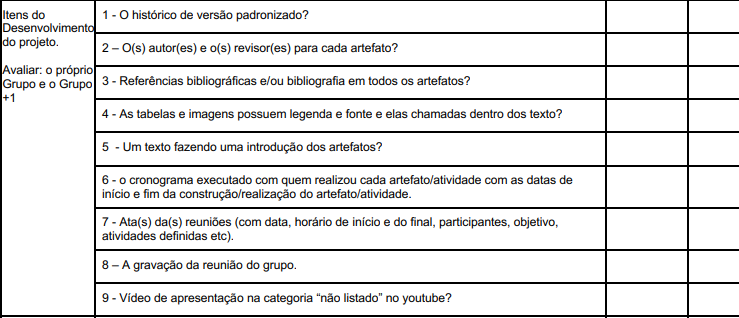 Itens do
Desenvolvimento
do projeto.
Avaliar: o próprio
Grupo e o Grupo
+1
1 - O histórico de versão padronizado?
2 – O(s) autor(es) e o(s) revisor(es) para cada artefato?
3 - Referências bibliográficas e/ou bibliografia em todos os artefatos?
4 - As tabelas e imagens possuem legenda e fonte e elas chamadas dentro dos texto?
5 - Um texto fazendo uma introdução dos artefatos?
6 - o cronograma executado com quem realizou cada artefato/atividade com as datas de
início e fim da construção/realização do artefato/atividade.
7 - Ata(s) da(s) reuniões (com data, horário de início e do final, participantes, objetivo,
atividades definidas etc).
8 – A gravação da reunião do grupo.
9 - Vídeo de apresentação na categoria “não listado” no youtube?